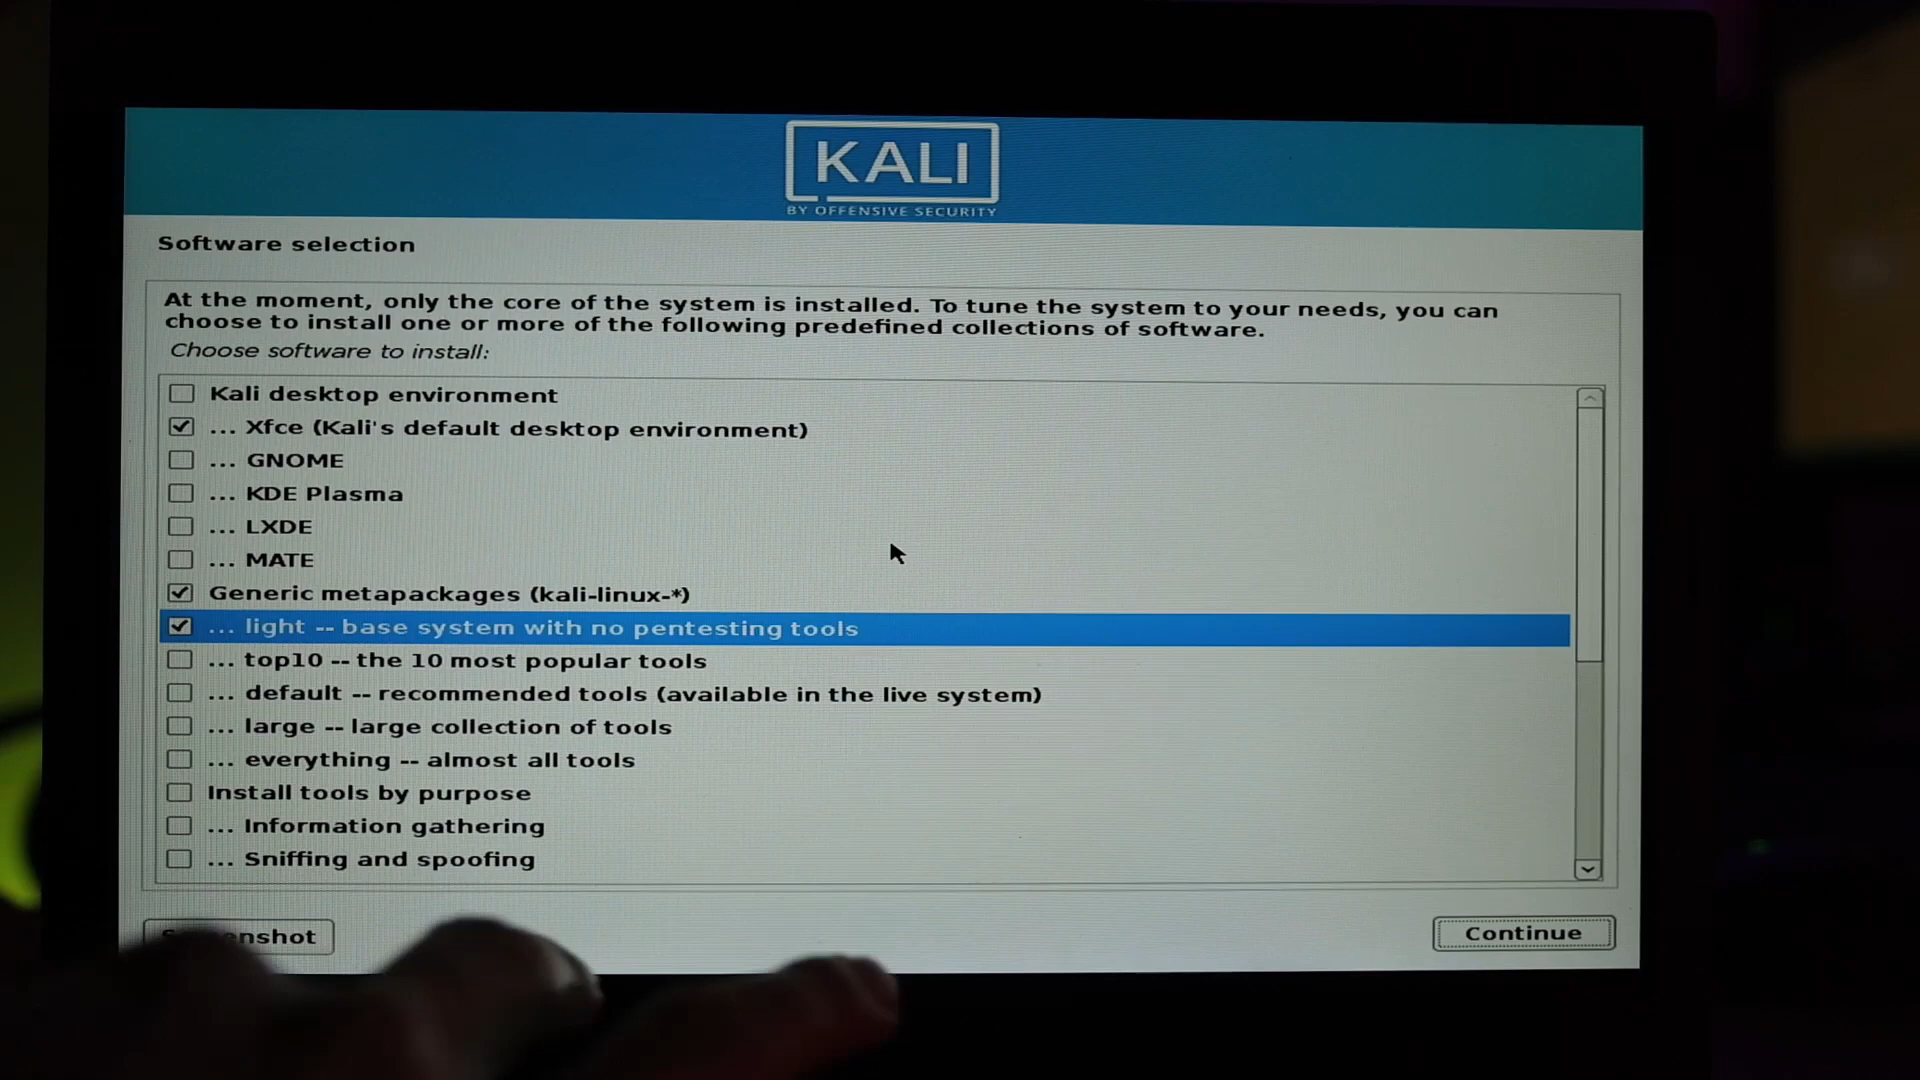 KALI
BY OFFENSIVE SECURITY
Software selection
At the moment, only the core of the system is installed. To tune the system to your needs, you can
choose to install one or more of the following predefined collections of software.
Choose software to install:
Kali desktop environment
... Xfce (Kali's default desktop environment)
... GNOME
... KDE Plasma
... LXDE
... MATE
Generic metapackages (kali-linux-*)
... light -- base system with no pentesting tools
... top10 -- the 10 most popular tools
... default -- recommended tools (available in the live system)
... large -- large collection of tools
... everything -- almost all tools
Install tools by purpose
... Information gathering
... Sniffing and spoofing
Continue